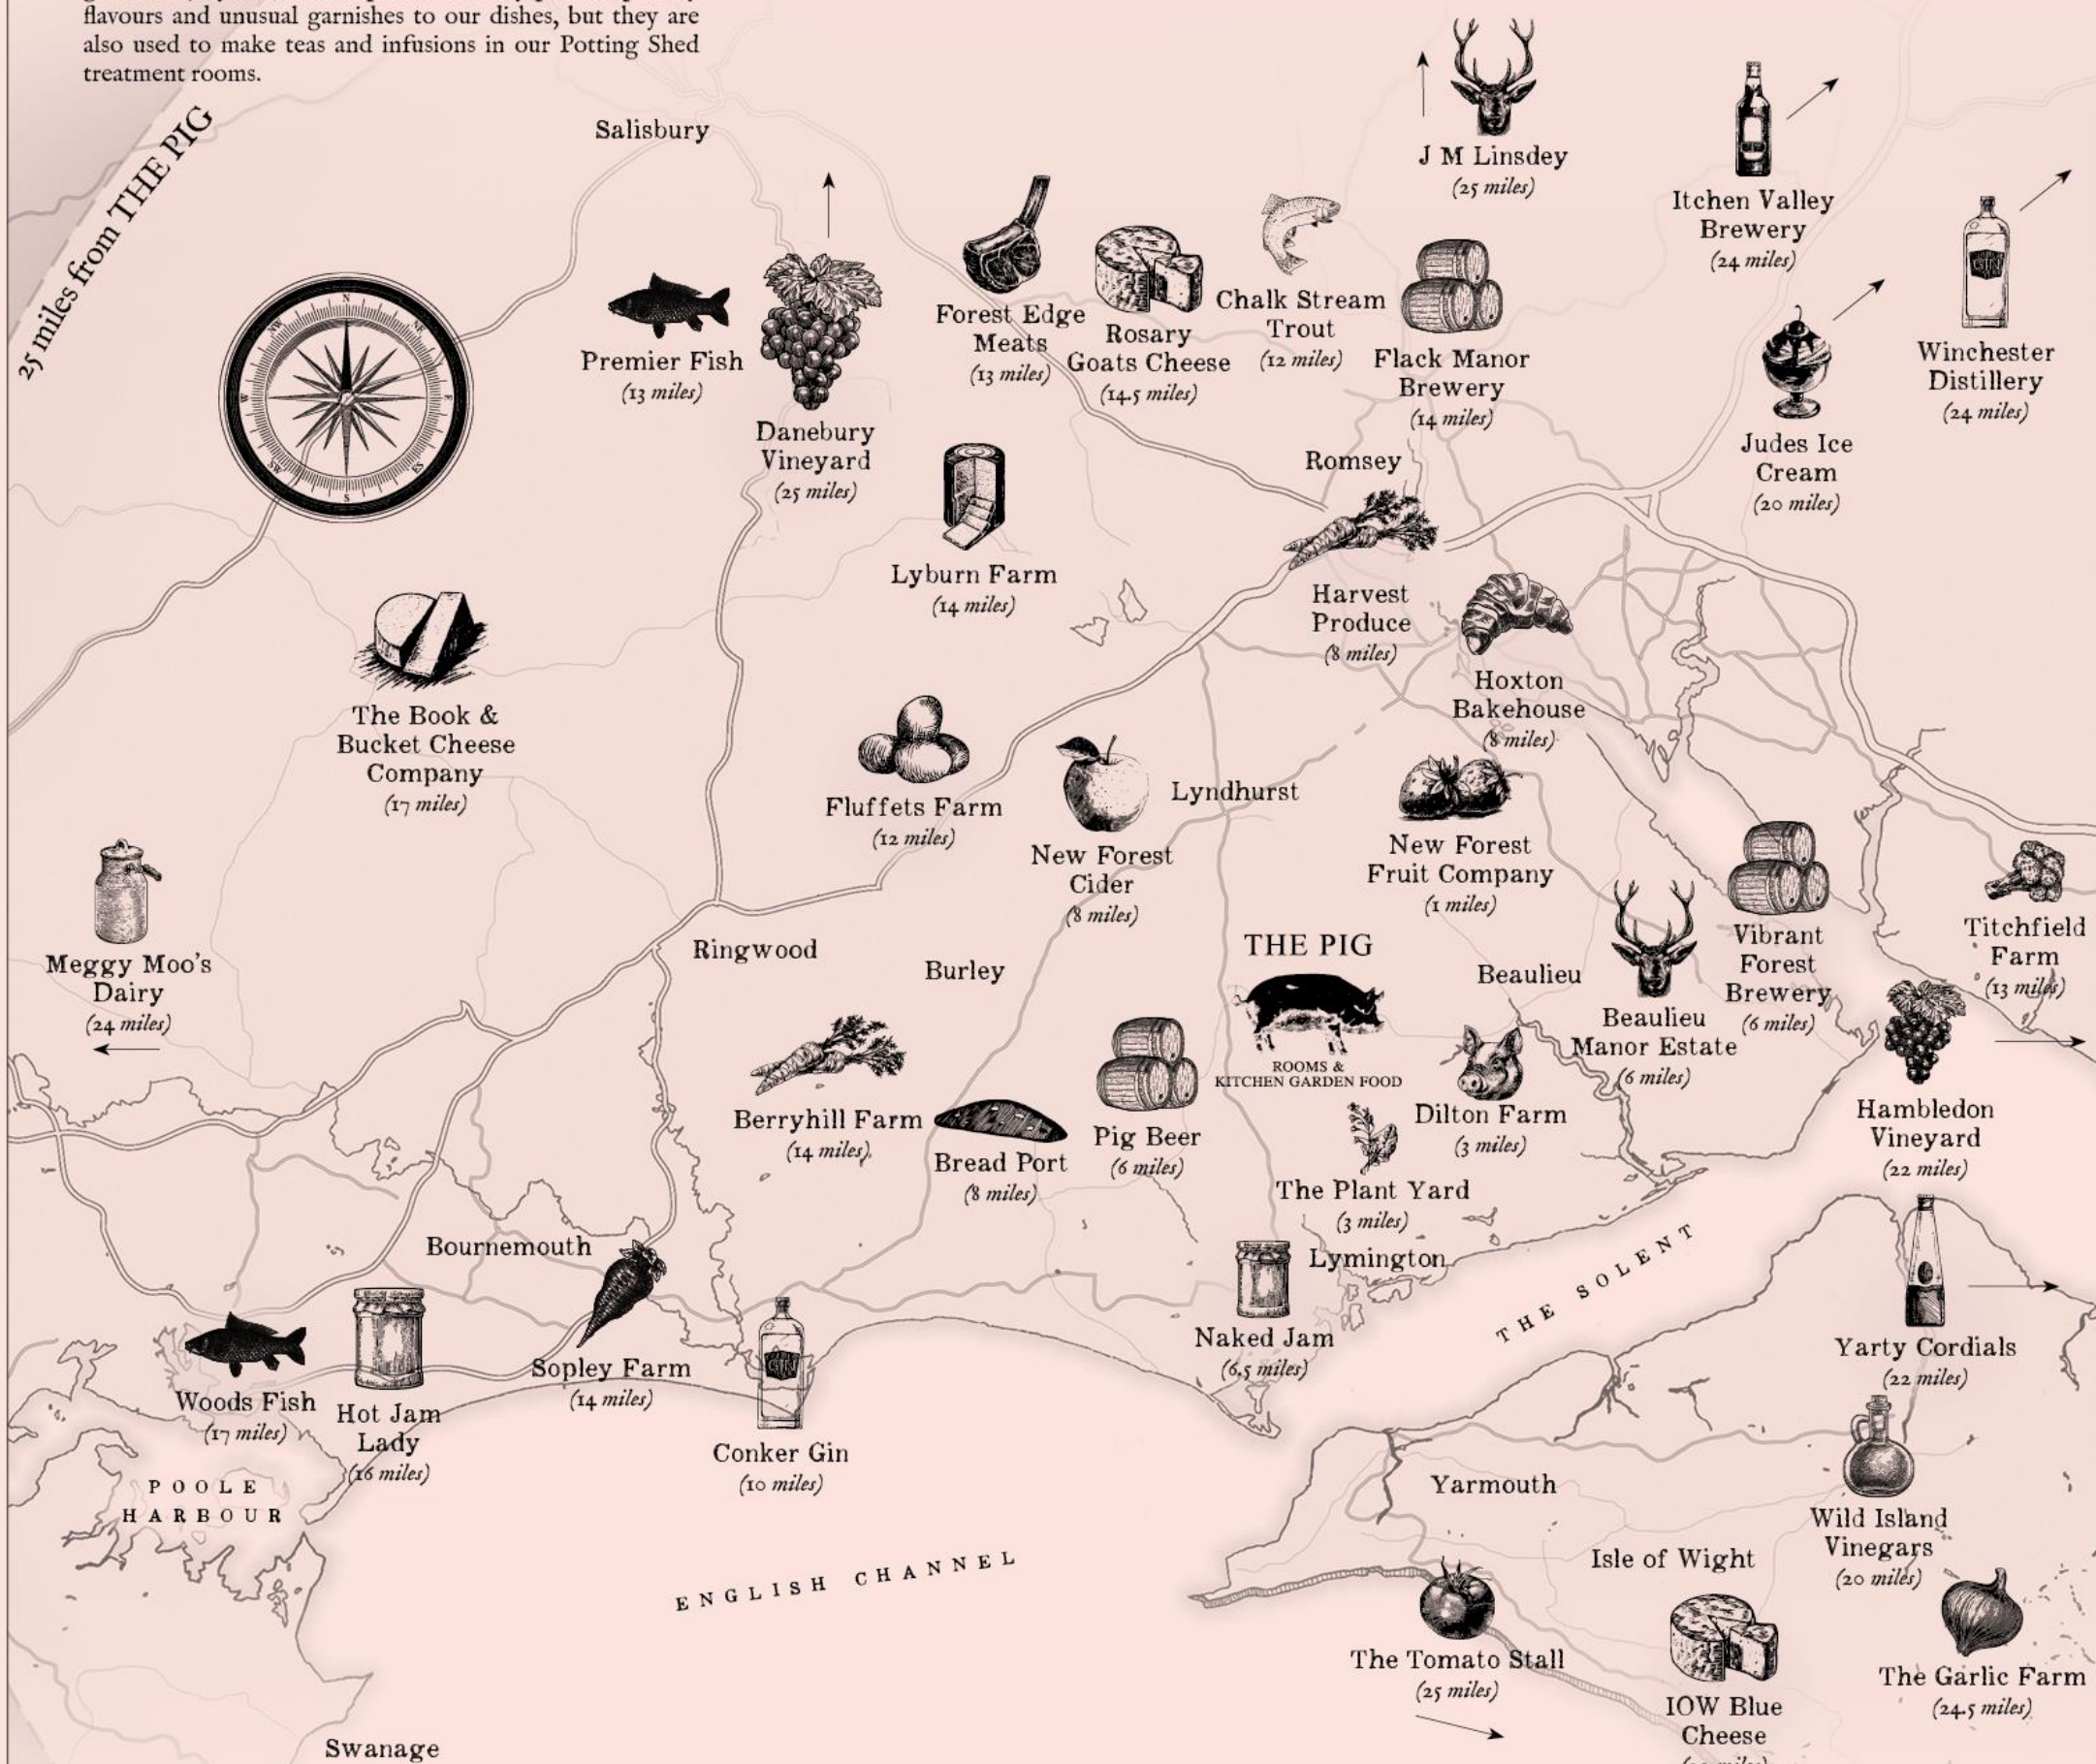 flavours and unusual garnishes to our dishes, but they are
also used to make teas and infusions in our Potting Shed
treatment rooms.
25 miles from THE PIG
Salisbury
J M Linsdey
(25 miles)
Itchen Valley
Brewery
(24 miles)
Winchester
Distillery
(24 miles)
Premier Fish
(13 miles)
Danebury
Vineyard
(25 miles)
Forest Edge
Meats
(13 miles)
Rosary
Goats Cheese
(14.5 miles)
Chalk Stream
Trout
(12 miles)
Flack Manor
Brewery
(14 miles)
Judes Ice
Cream
(20 miles)
Romsey
Lyburn Farm
(14 miles)
Harvest
Produce
(8 miles)
Hoxton
Bakehouse
(8 miles)
The Book &
Bucket Cheese
Company
(17 miles)
Fluffets Farm
(12 miles)
New Forest
Cider
(8 miles)
Lyndhurst
New Forest
Fruit Company
(1 miles)
Meggy Moo's
Dairy
(24 miles)
Ringwood
Burley
THE PIG
ROOMS &
KITCHEN GARDEN FOOD
Beaulieu
Beaulieu
Manor Estate
(6 miles)
Vibrant
Forest
Brewery
(6 miles)
Titchfield
Farm
(13 miles)
Berryhill Farm
(14 miles)
Bread Port
(8 miles)
Pig Beer
(6 miles)
Dilton Farm
(3 miles)
Hambledon
Vineyard
(22 miles)
The Plant Yard
(3 miles)
Bournemouth
Lymington
THE SOLENT
Naked Jam
(6.5 miles)
Yarty Cordials
(22 miles)
Woods Fish
(17 miles)
Hot Jam
Lady
(16 miles)
Sopley Farm
(14 miles)
GIN
Conker Gin
(10 miles)
POOLE
HARBOUR
Yarmouth
Wild Island
Vinegars
(20 miles)
ENGLISH CHANNEL
Isle of Wight
The Tomato Stall
(25 miles)
IOW Blue
Cheese
The Garlic Farm
(24.5 miles)
Swanage